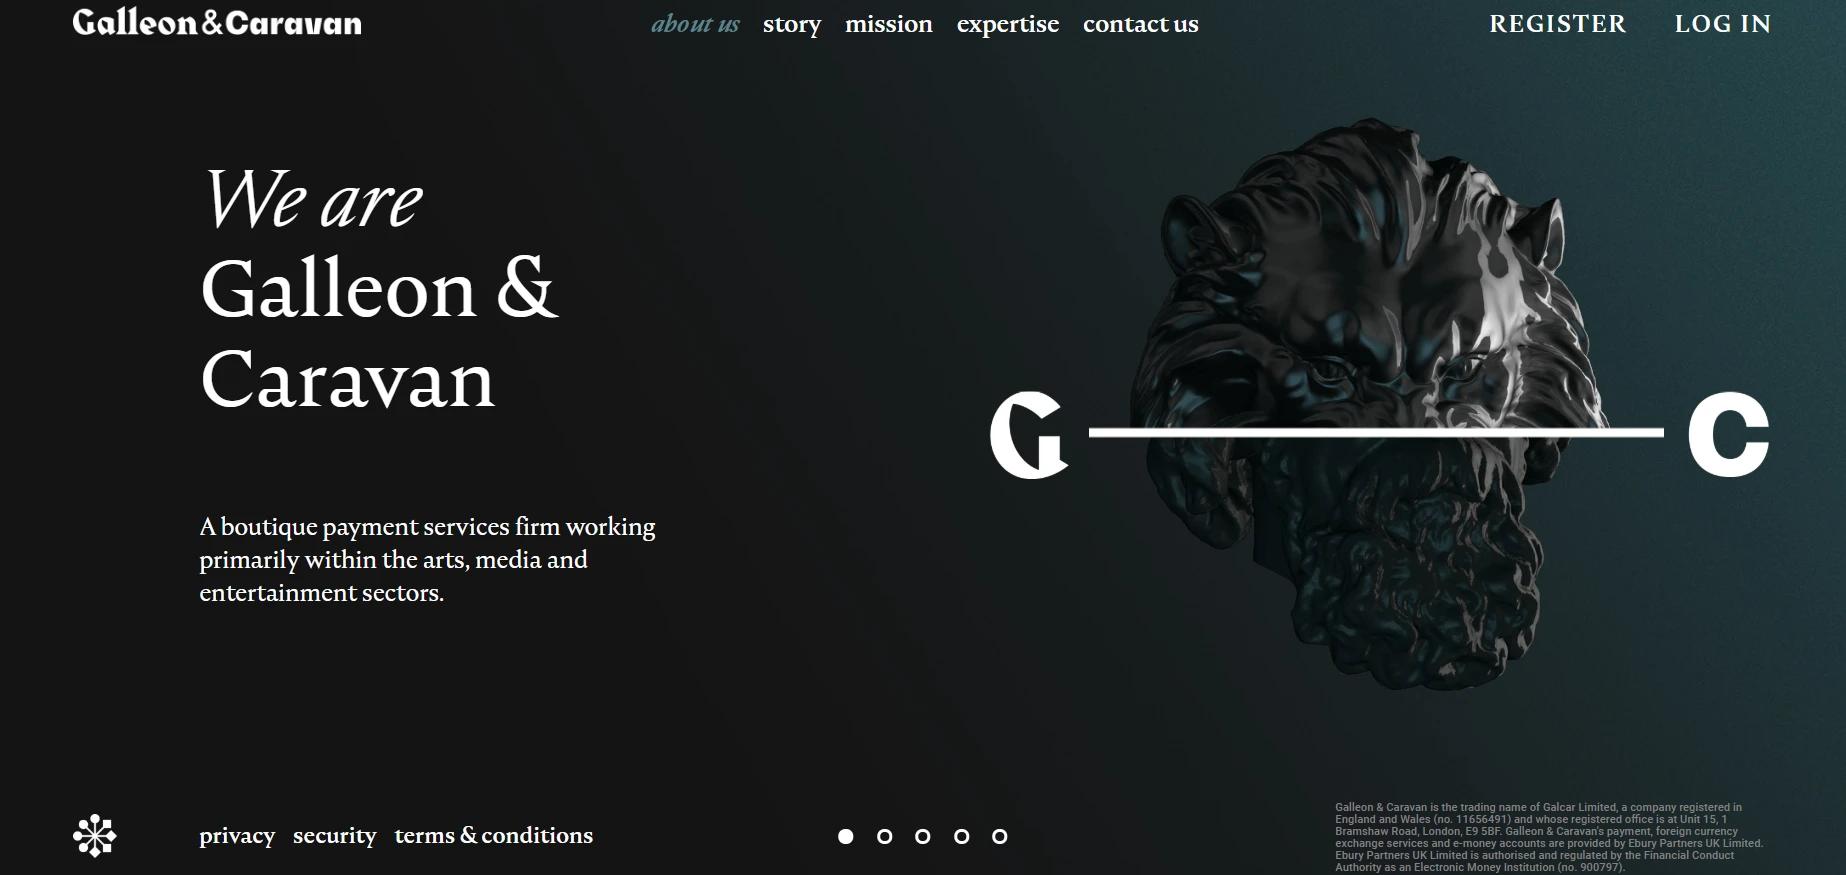 Galleon & Caravan
about us story mission expertise contact us
REGISTER LOG IN
We are
Galleon &
Caravan
G C
A boutique payment services firm working
primarily within the arts, media and
entertainment sectors.
privacy security terms & conditions
Galleon & Caravan is the trading name of Galcar Limited, a company registered in
England and Wales (no. 11656491) and whose registered office is at Unit 15, 1
Bramshaw Road, London, E9 5BF. Galleon & Caravan's payment, foreign currency
exchange services and e-money accounts are provided by Ebury Partners UK Limited.
Ebury Partners UK Limited is authorised and regulated by the Financial Conduct
Authority as an Electronic Money Institution (no. 900797).